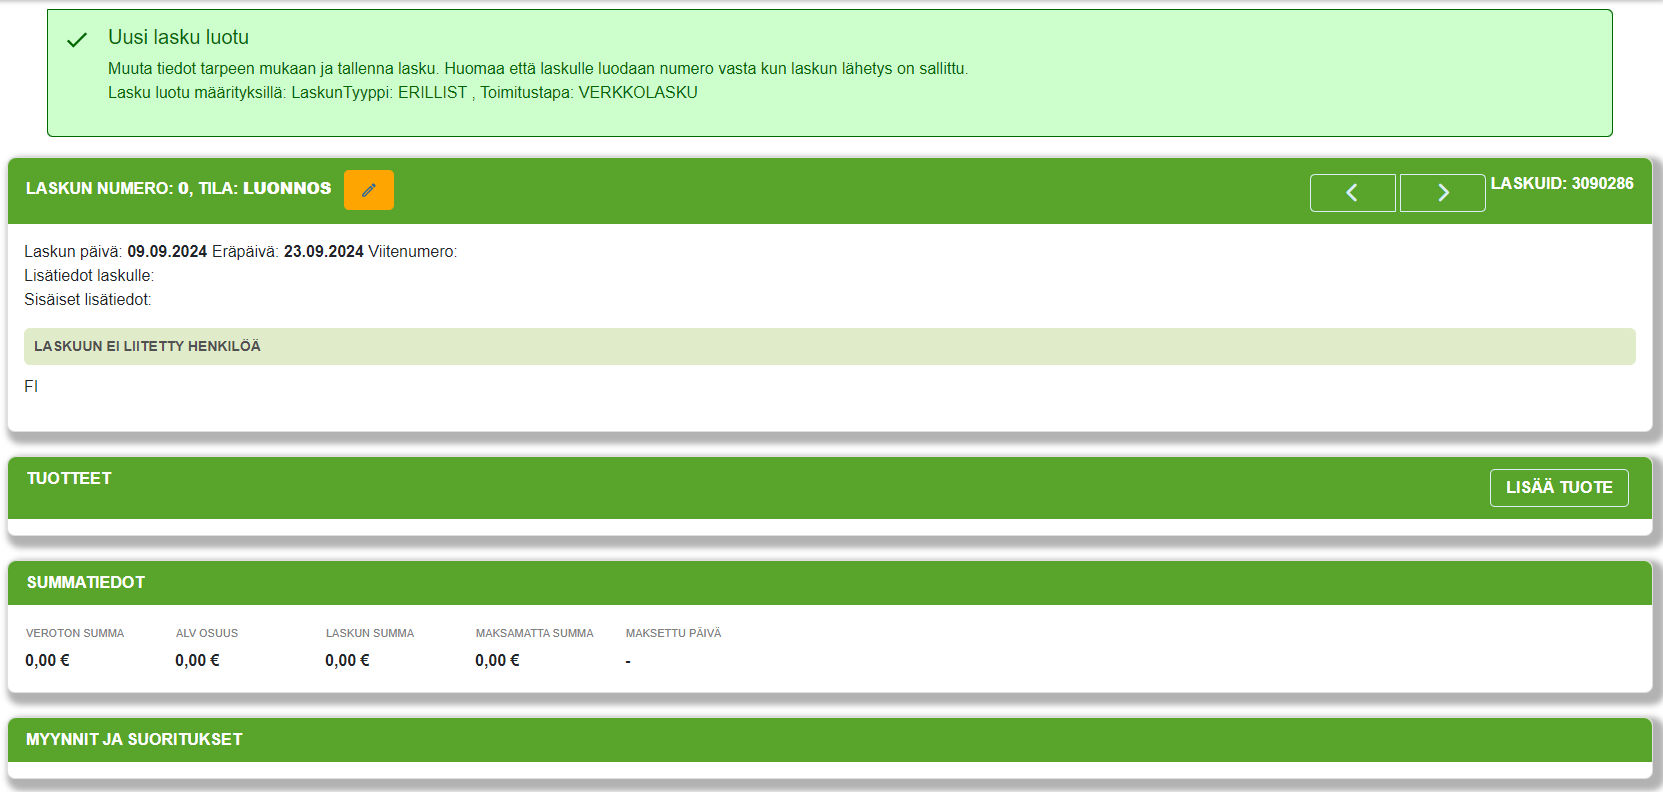 Uusi lasku luotu
Muuta tiedot tarpeen mukaan ja tallenna lasku. Huomaa että laskulle luodaan numero vasta kun laskun lähetys on sallittu.
Lasku luotu määrityksillä: LaskunTyyppi: ERILLIST , Toimitustapa: VERKKOLASKU
LASKUN NUMERO: 0, TILA: LUONNOS
LASKUID: 3090286
Laskun päivä: 09.09.2024 Eräpäivä: 23.09.2024 Viitenumero:
Lisätiedot laskulle:
Sisäiset lisätiedot:
LASKUUN EI LIITETTY HENKILÖÄ
FI
TUOTTEET
LISÄÄ TUOTE
SUMMATIEDOT
VEROTON SUMMA ALV OSUUS LASKUN SUMMA MAKSAMATTA SUMMA MAKSETTU PÄIVÄ
0,00 € 0,00 € 0,00 € 0,00 € -
MYYNNIT JA SUORITUKSET